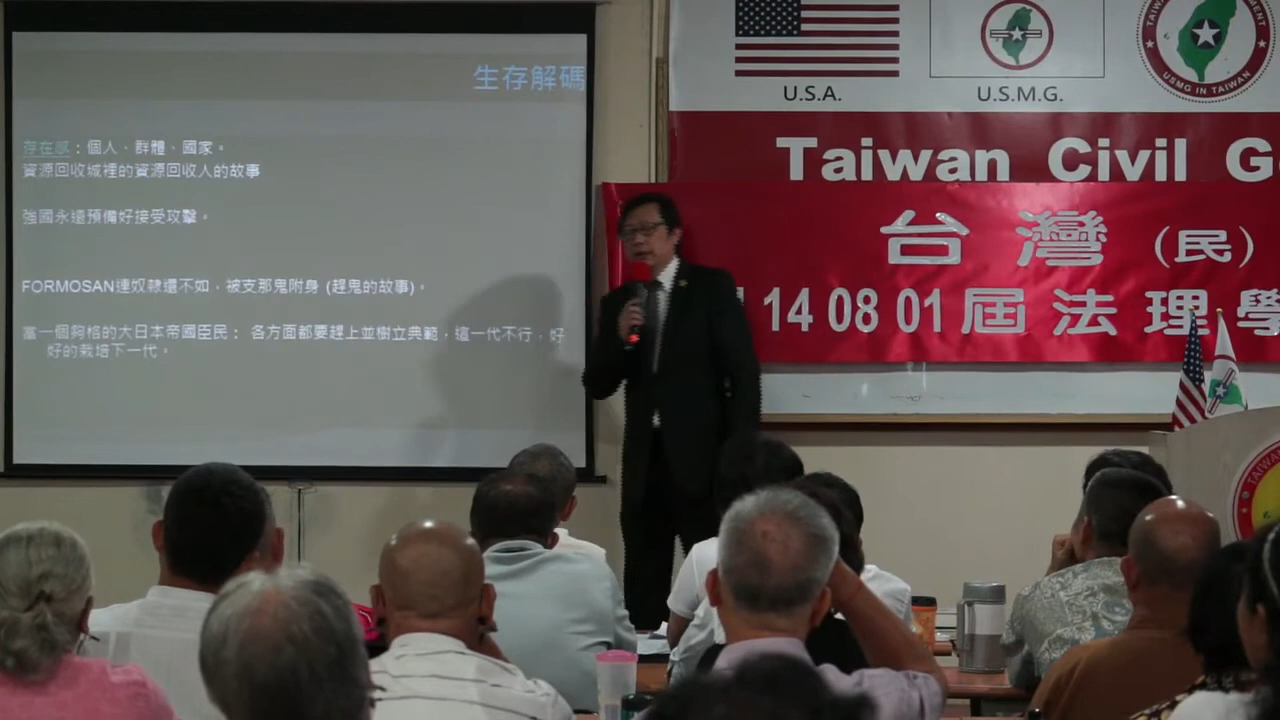 生存解碼
存在感：個人、群體、國家。
資源回收城裡的資源回收人的故事
強國永遠預備好接受攻擊。
FORMOSAN連奴隸還不如，被支那鬼附身 (趕鬼的故事)。
當一個夠格的大日本帝國臣民： 各方面都要趕上並樹立典範，這一代不行，好
好的栽培下一代。
U.S.A.
U.S.M.G.
USMG IN TAIWAN
Taiwan Civil G
台灣（民）
14 08 01 屆法理學